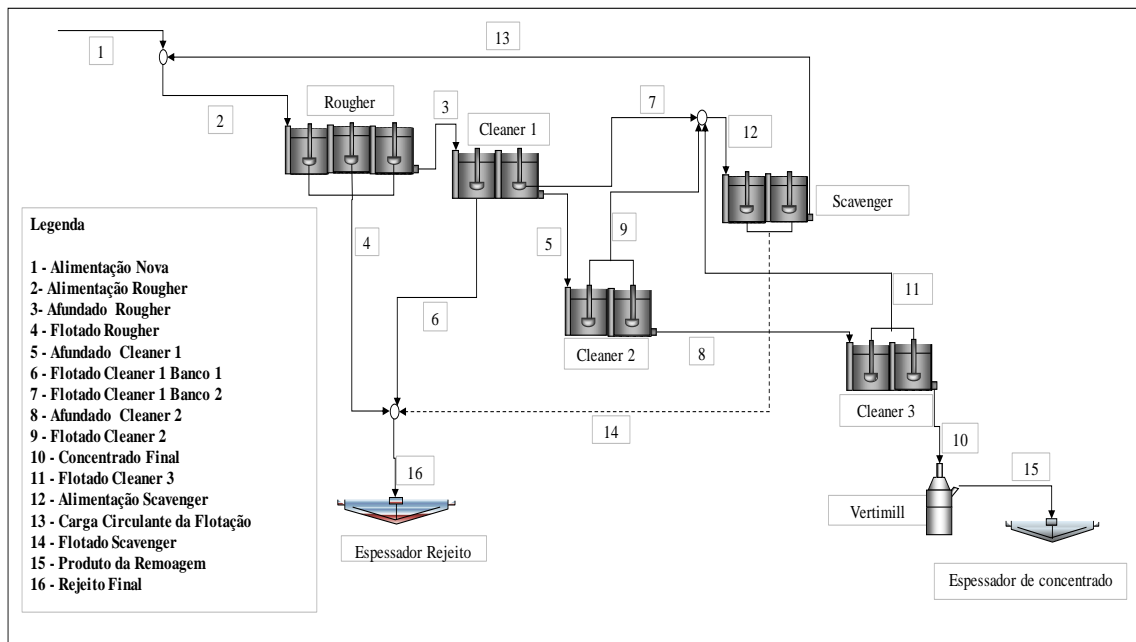 1
13
Rougher
3
7
2
Cleaner 1
12
Scavenger
Legenda
1 - Alimentação Nova
2- Alimentação Rougher
3- Afundado Rougher
4 - Flotado Rougher
5 - Afundado Cleaner 1
6 - Flotado Cleaner 1 Banco 1
7 - Flotado Cleaner 1 Banco 2
8 - Afundado Cleaner 2
9 - Flotado Cleaner 2
10 - Concentrado Final
11 - Flotado Cleaner 3
12 - Alimentação Scavenger
13 - Carga Circulante da Flotação
14 - Flotado Scavenger
15 - Produto da Remoagem
16 - Rejeito Final
4
9
5
6
11
Cleaner 2
8
Cleaner 3
14
10
16
15
Vertimill
Espessador Rejeito
Espessador de concentrado